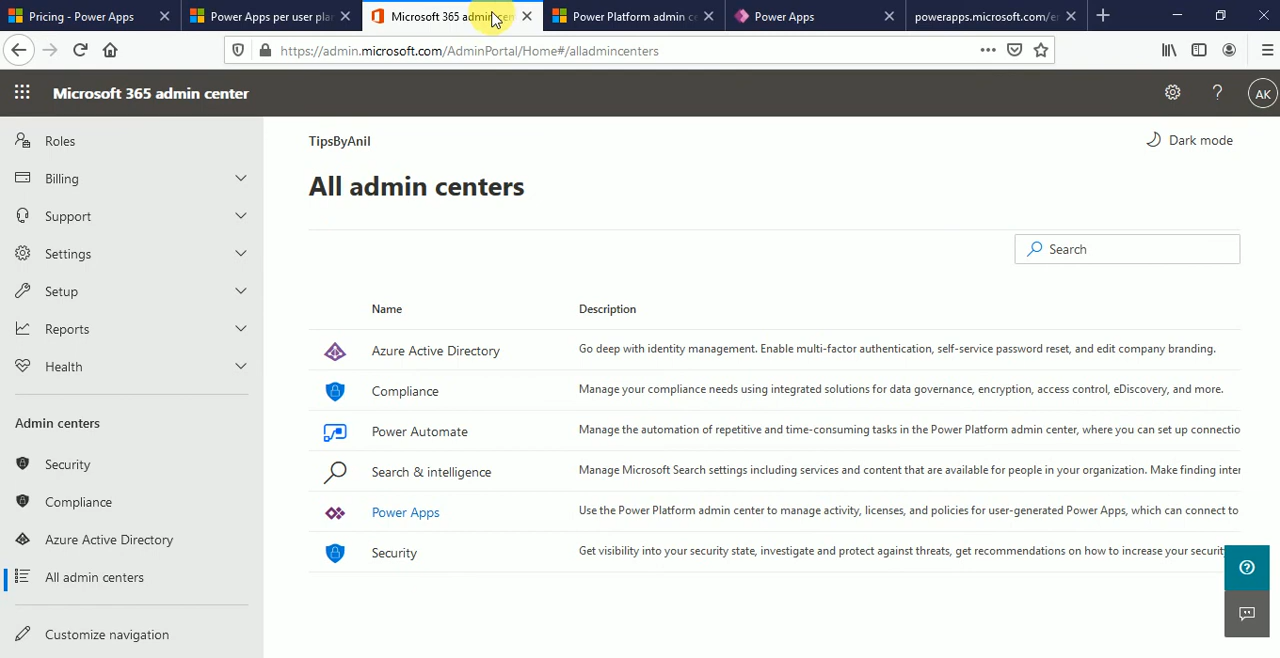 Pricing - Power Apps
Power Apps per user pla
Microsoft 365 admin cen
Power Platform admin ce
Power Apps
powerapps.microsoft.com/e
https://admin.microsoft.com/AdminPortal/Home#/alladmincenters
Microsoft 365 admin center
AK
Roles
Billing
Support
Settings
Setup
Reports
Health
Admin centers
Security
Compliance
Azure Active Directory
All admin centers
Customize navigation
TipsByAnil
Dark mode
All admin centers
Search
Name Description
Azure Active Directory Go deep with identity management. Enable multi-factor authentication, self-service password reset, and edit company branding.
Compliance Manage your compliance needs using integrated solutions for data governance, encryption, access control, eDiscovery, and more.
Power Automate Manage the automation of repetitive and time-consuming tasks in the Power Platform admin center, where you can set up connectio
Search & intelligence Manage Microsoft Search settings including services and content that are available for people in your organization. Make finding inter
Power Apps Use the Power Platform admin center to manage activity, licenses, and policies for user-generated Power Apps, which can connect to
Security Get visibility into your security state, investigate and protect against threats, get recommendations on how to increase your securit